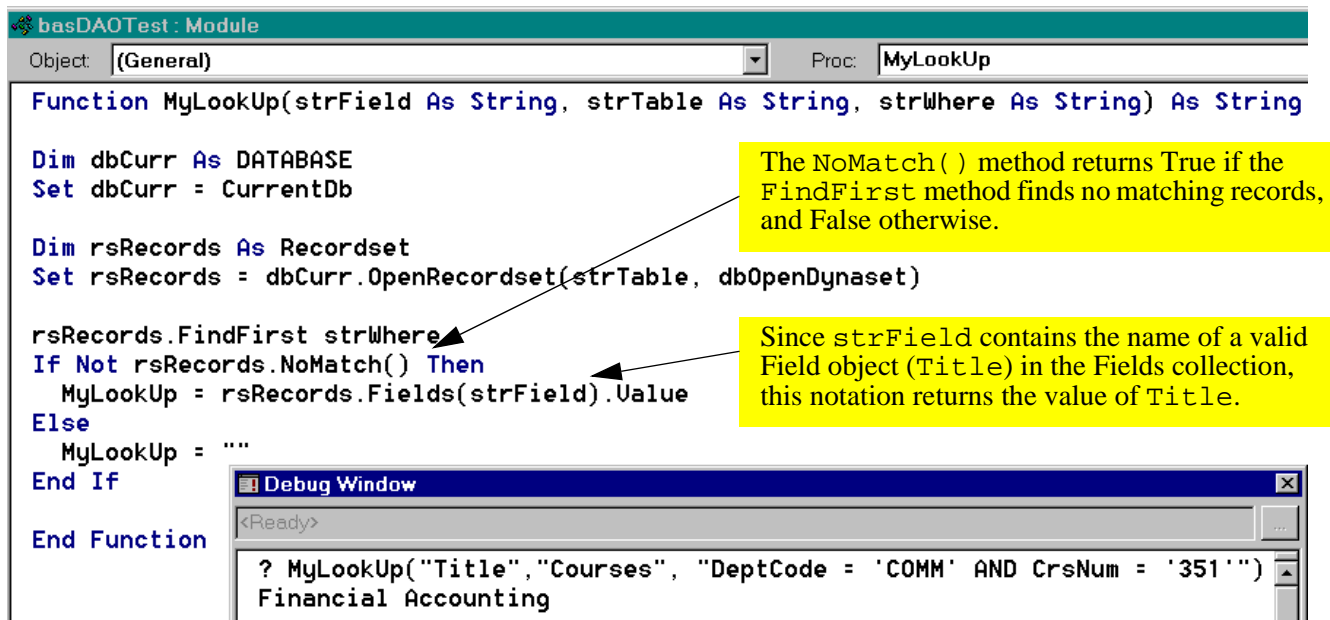 basDAOTest : Module
Object: (General) Proc: MyLookUp
Function MyLookUp(strField As String, strTable As String, strWhere As String) As String
Dim dbCurr As DATABASE
Set dbCurr = CurrentDb
The NoMatch() method returns True if the
FindFirst method finds no matching records,
and False otherwise.
Dim rsRecords As Recordset
Set rsRecords = dbCurr.OpenRecordset(strTable, dbOpenDynaset)
rsRecords.FindFirst strWhere
If Not rsRecords.NoMatch() Then
MyLookUp = rsRecords.Fields(strField).Value
Since strField contains the name of a valid
Field object (Title) in the Fields collection,
this notation returns the value of Title.
Else
MyLookUp = ""
End If
End Function
Debug Window
<Ready>
...
? MyLookUp("Title","Courses", "DeptCode = 'COMM' AND CrsNum = '351'")
Financial Accounting